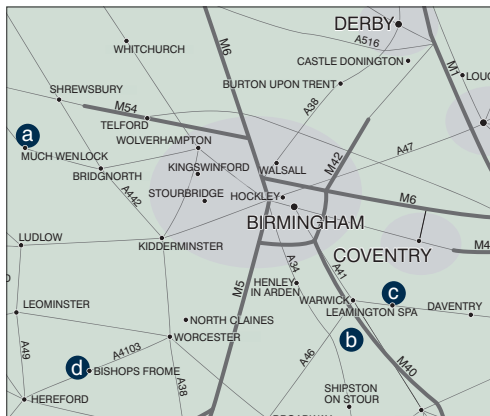 DERBY
A516
M6
WHITCHURCH
CASTLE DONINGTON
M1
BURTON UPON TRENT
SHREWSBURY
M54
A38
TELFORD
a
WOLVERHAMPTON
M42
A47
MUCH WENLOCK
KINGSWINFORD
WALSALL
BRIDGNORTH
A442
STOURBRIDGE
HOCKLEY
M6
BIRMINGHAM
LUDLOW
KIDDERMINSTER
COVENTRY
M4
A34
A41
M5
HENLEY
IN ARDEN
c
LEOMINSTER
WARWICK
LEAMINGTON SPA
DAVENTRY
NORTH CLAINES
b
A49
WORCESTER
A4103
A46
d
BISHOPS FROME
M40
A38
SHIPSTON
ON STOUR
HEREFORD